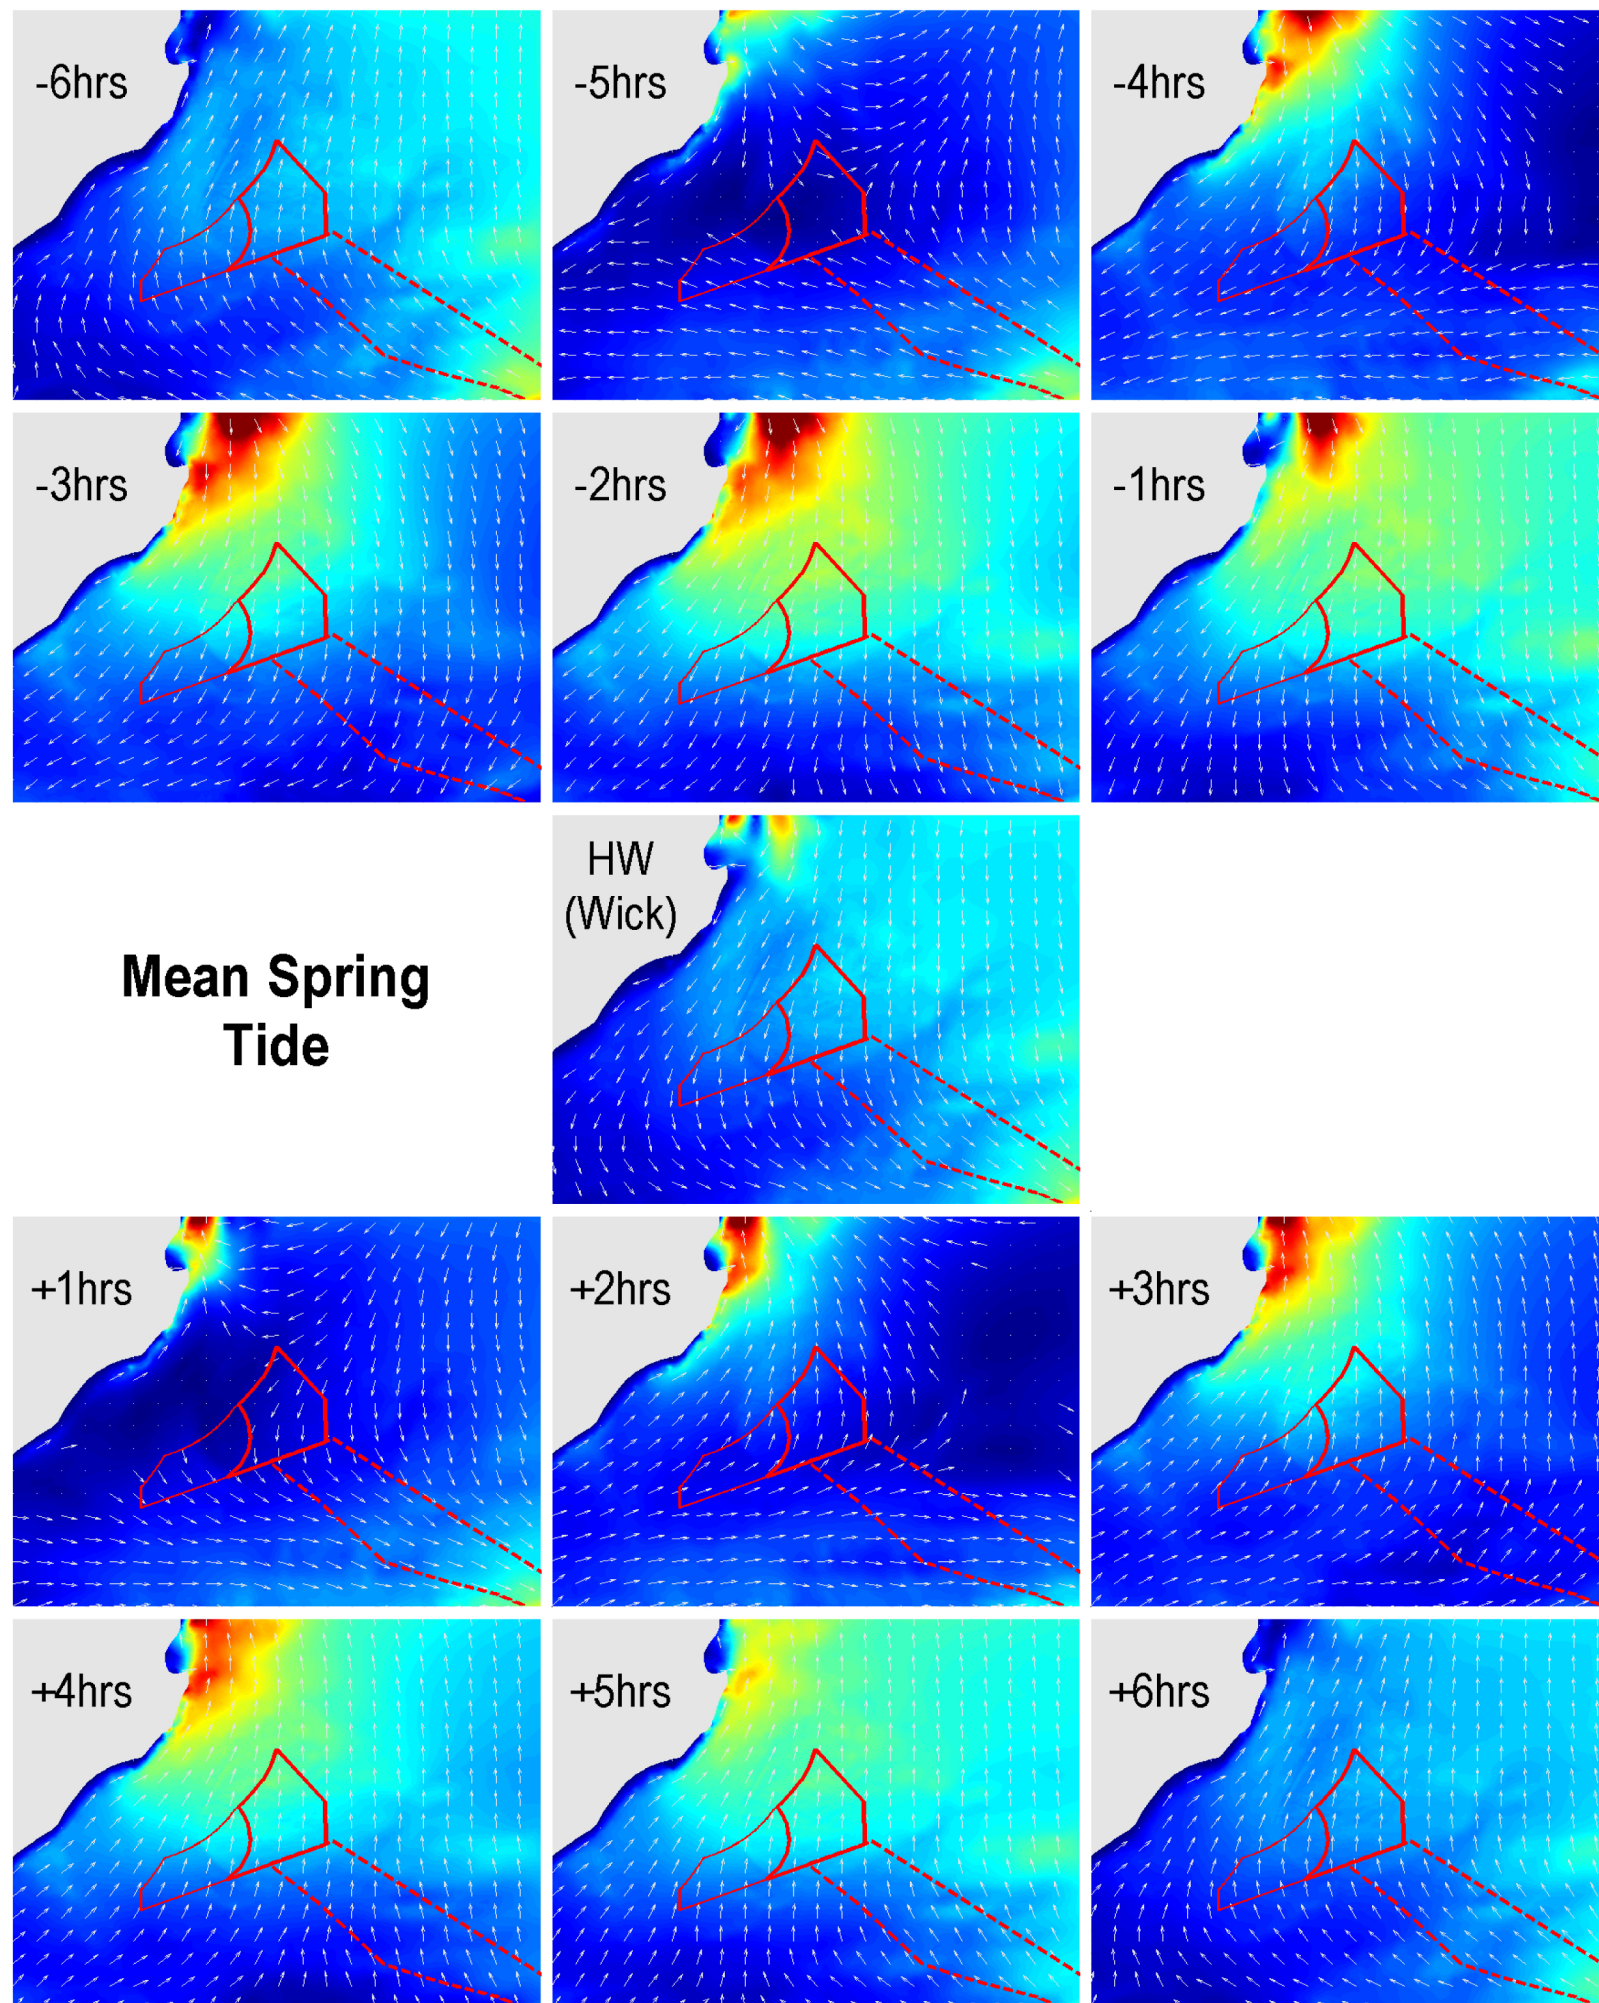 -6hrs
-5hrs
-4hrs
-3hrs
-2hrs
-1hrs
HW
(Wick)
Mean Spring
Tide
+1hrs
+2hrs
+3hrs
+4hrs
+5hrs
+6hrs